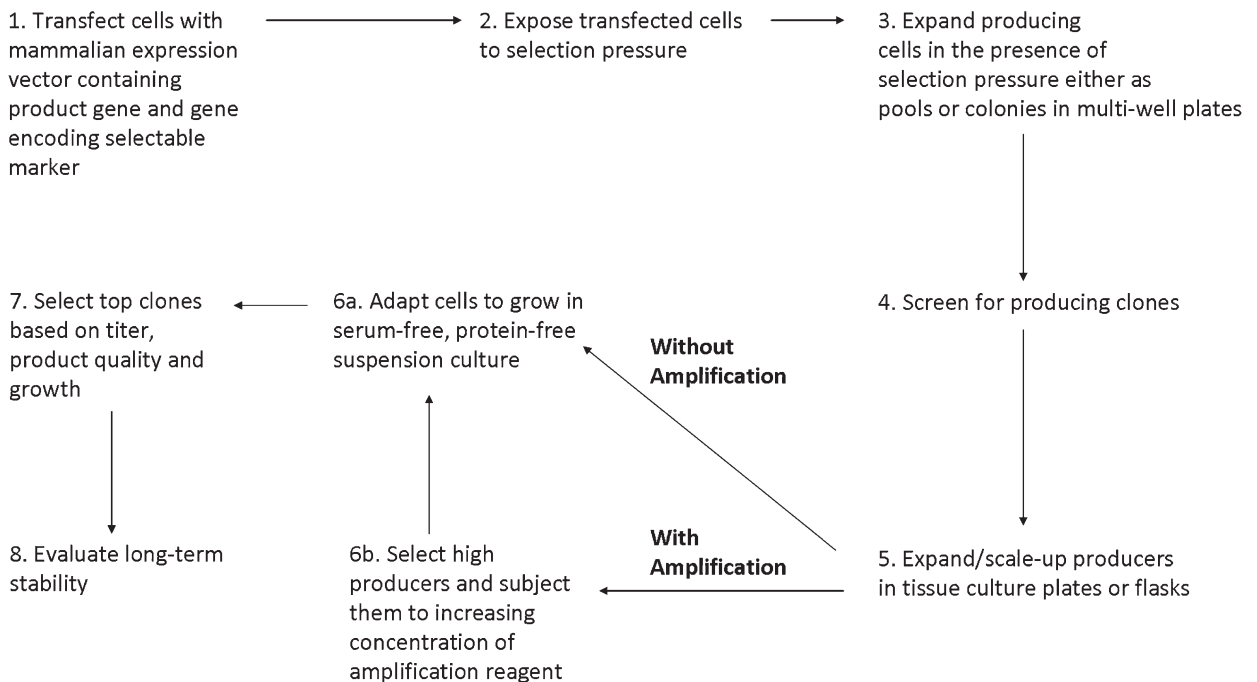 1. Transfect cells with
mammalian expression
vector containing
product gene and gene
encoding selectable
marker
2. Expose transfected cells
to selection pressure
3. Expand producing
cells in the presence of
selection pressure either as
pools or colonies in multi-well plates
4. Screen for producing clones
5. Expand/scale-up producers
in tissue culture plates or flasks
Without
Amplification
With
Amplification
6a. Adapt cells to grow in
serum-free, protein-free
suspension culture
6b. Select high
producers and subject
them to increasing
concentration of
amplification reagent
7. Select top clones
based on titer,
product quality and
growth
8. Evaluate long-term
stability